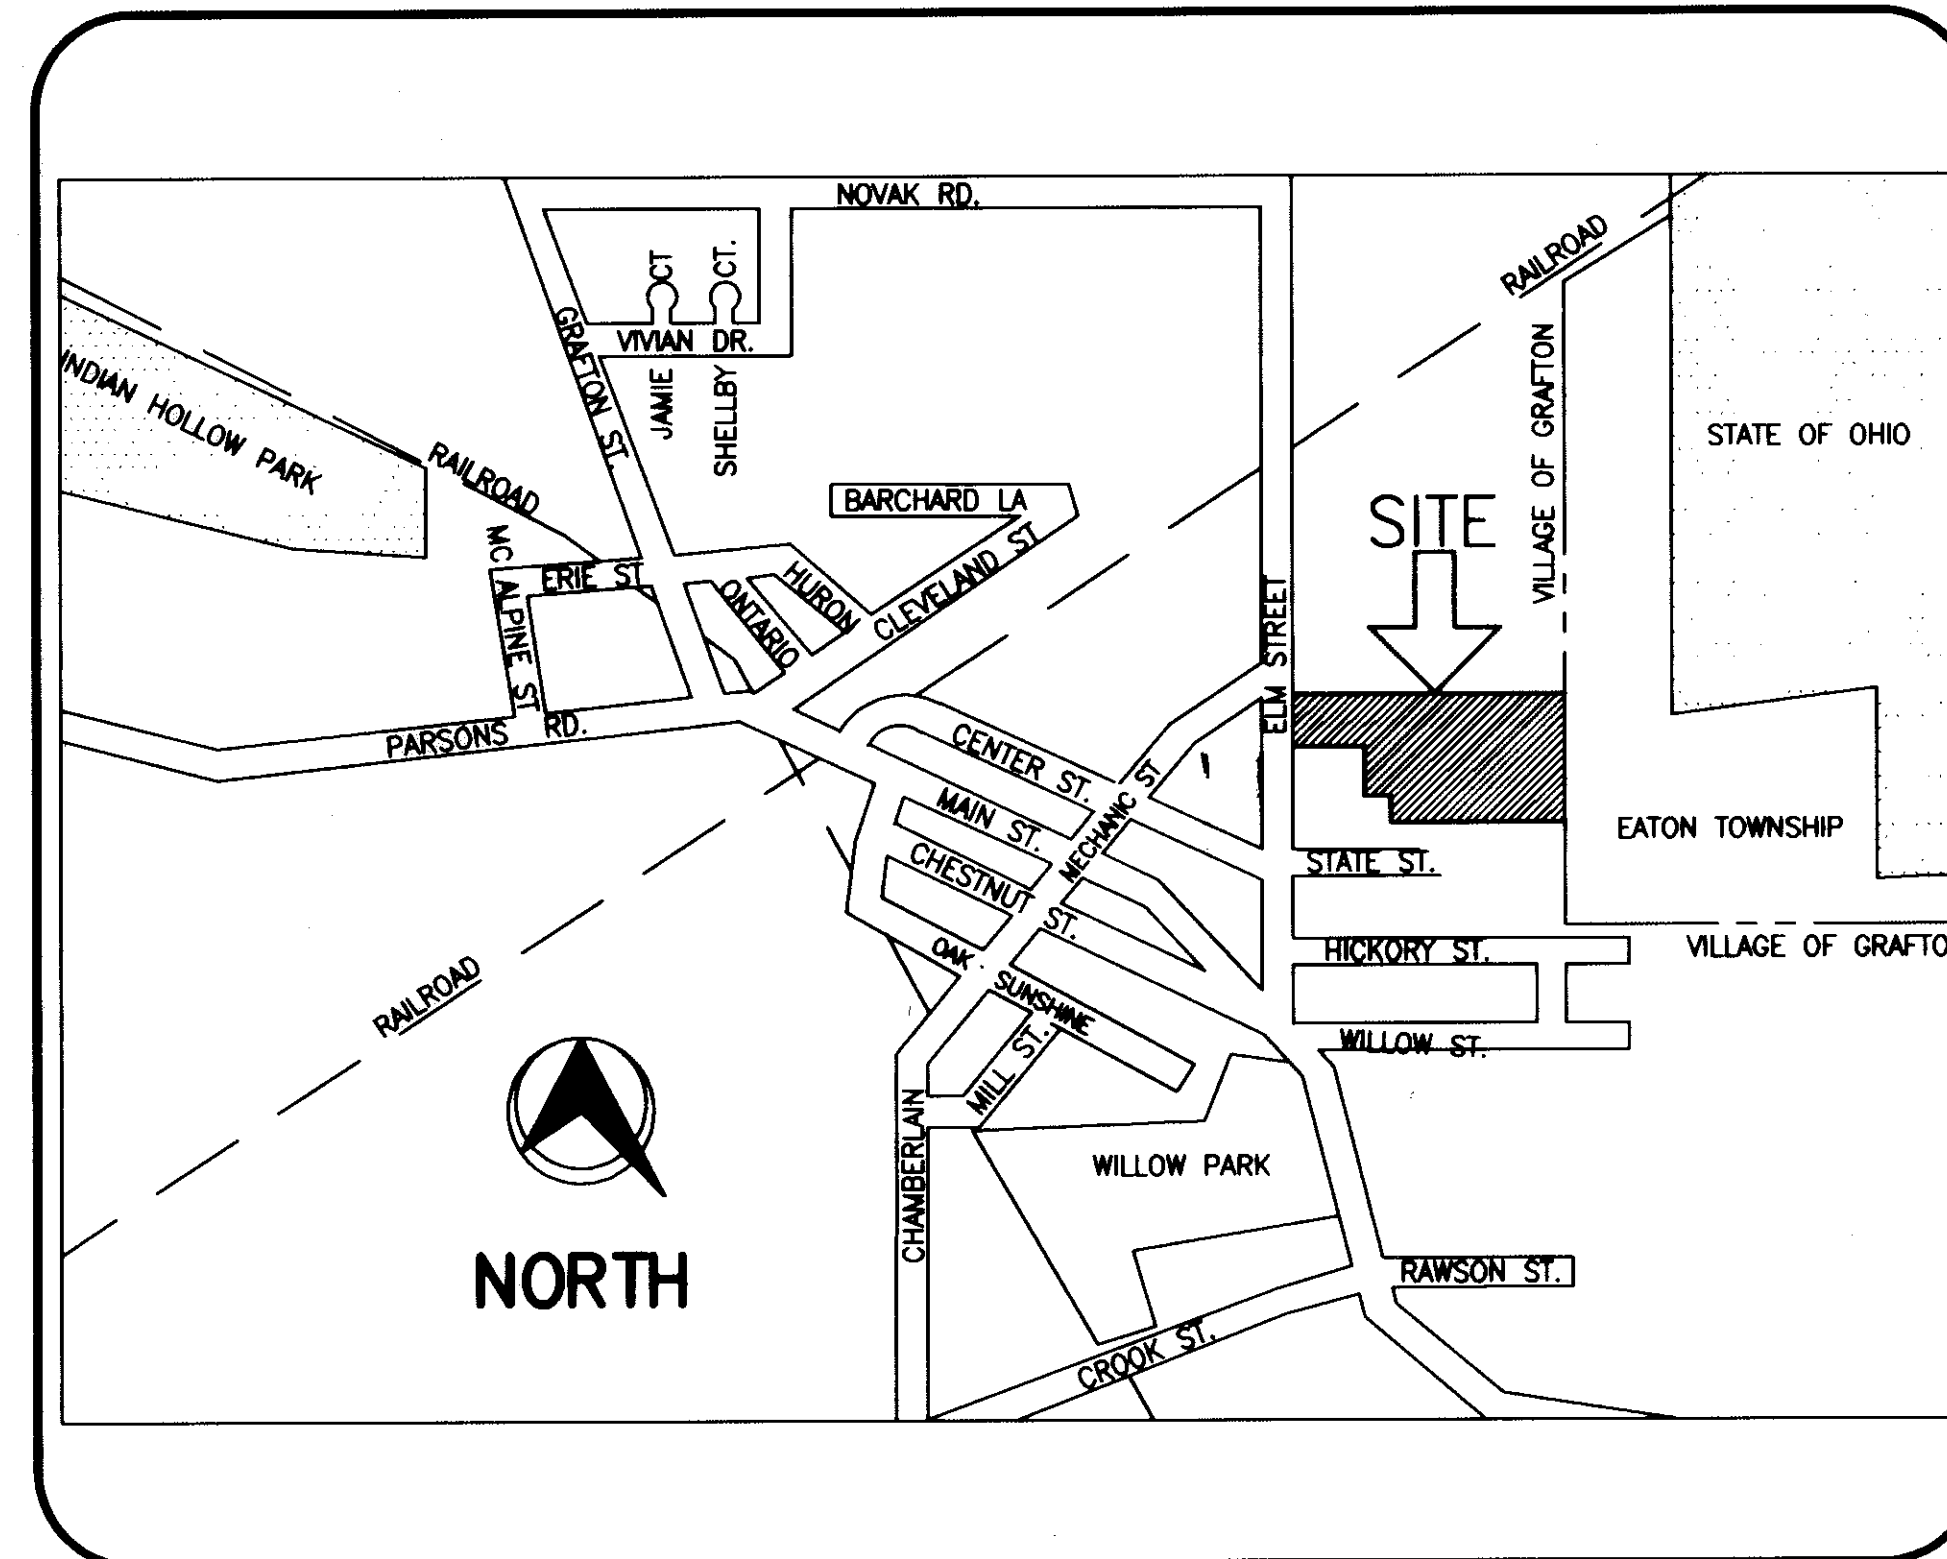 NOVAK RD.
RAILROAD
CT
CT.
GRAFTON ST.
VIVIAN DR.
JAMIE
SHELLBY
INDIAN HOLLOW PARK
RAILROAD
VILLAGE OF GRAFTON
STATE OF OHIO
BARCHARD LA
SITE
MC ALPINE ST
ERIE ST
ONTARIO
HURON
CLEVELAND ST.
ELM STREET
PARSONS RD.
CENTER ST.
MAIN ST.
MECHANIC ST
CHESTNUT ST.
EATON TOWNSHIP
STATE ST.
OAK
SUNSHINE
HICKORY ST.
VILLAGE OF GRAFTO
RAILROAD
MILL ST.
WILLOW ST.
CHAMBERLAIN
WILLOW PARK
NORTH
RAWSON ST.
CROOK ST.